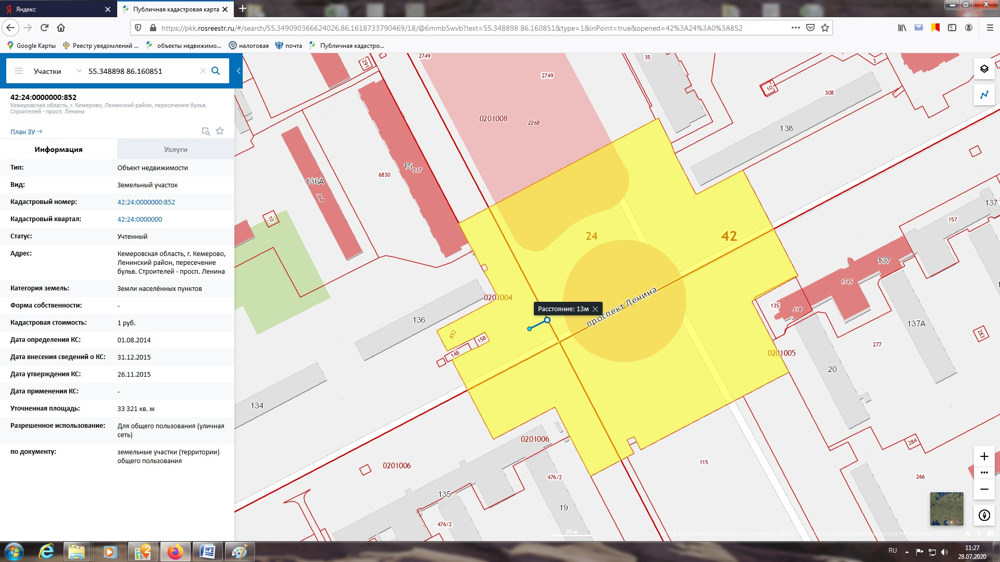 Яндекс
Публичная кадастровая карта
https://pkk.rosreestr.ru/#/search/55.349090366624026,86.1618733790469/18/@6mmb5wvb?text=55.348898 86.160851&type=1&inPoint=true&opened=42%3A24%3A0%3A852
Google Карты
Реестр уведомлений ...
объекты недвижимо...
налоговая
почта
Публичная кадастро...
Участки
55.348898 86.160851
42:24:0000000:852
Кемеровская область, г. Кемерово, Ленинский район, пересечение бульв.
Строителей - просп. Ленина
План ЗУ
Информация
Услуги
Тип:
Объект недвижимости
Вид:
Земельный участок
Кадастровый номер:
42:24:0000000:852
Кадастровый квартал:
42:24:0000000
Статус:
Учтенный
Адрес:
Кемеровская область, г. Кемерово,
Ленинский район, пересечение
бульв. Строителей - просп. Ленина
Категория земель:
Земли населённых пунктов
Форма собственности:
-
Кадастровая стоимость:
1 руб.
Дата определения КС:
01.08.2014
Дата внесения сведений о КС:
31.12.2015
Дата утверждения КС:
26.11.2015
Дата применения КС:
-
Уточненная площадь:
33 321 кв. м
Разрешенное использование:
Для общего пользования (уличная
сеть)
по документу:
земельные участки (территории)
общего пользования
2749
291
35
2749
3
10
308
0201008
2268
138
15
317
6830
136А
368
10
24
42
137
157
137
1745
0201004
Расстояние: 13м
проспект Ленина
135
318
136
852
158
148
137А
283
277
0201005
20
134
0201006
0201006
284
115
476/2
266
135
19
476/2
20 м
RU
11:27
28.07.2020